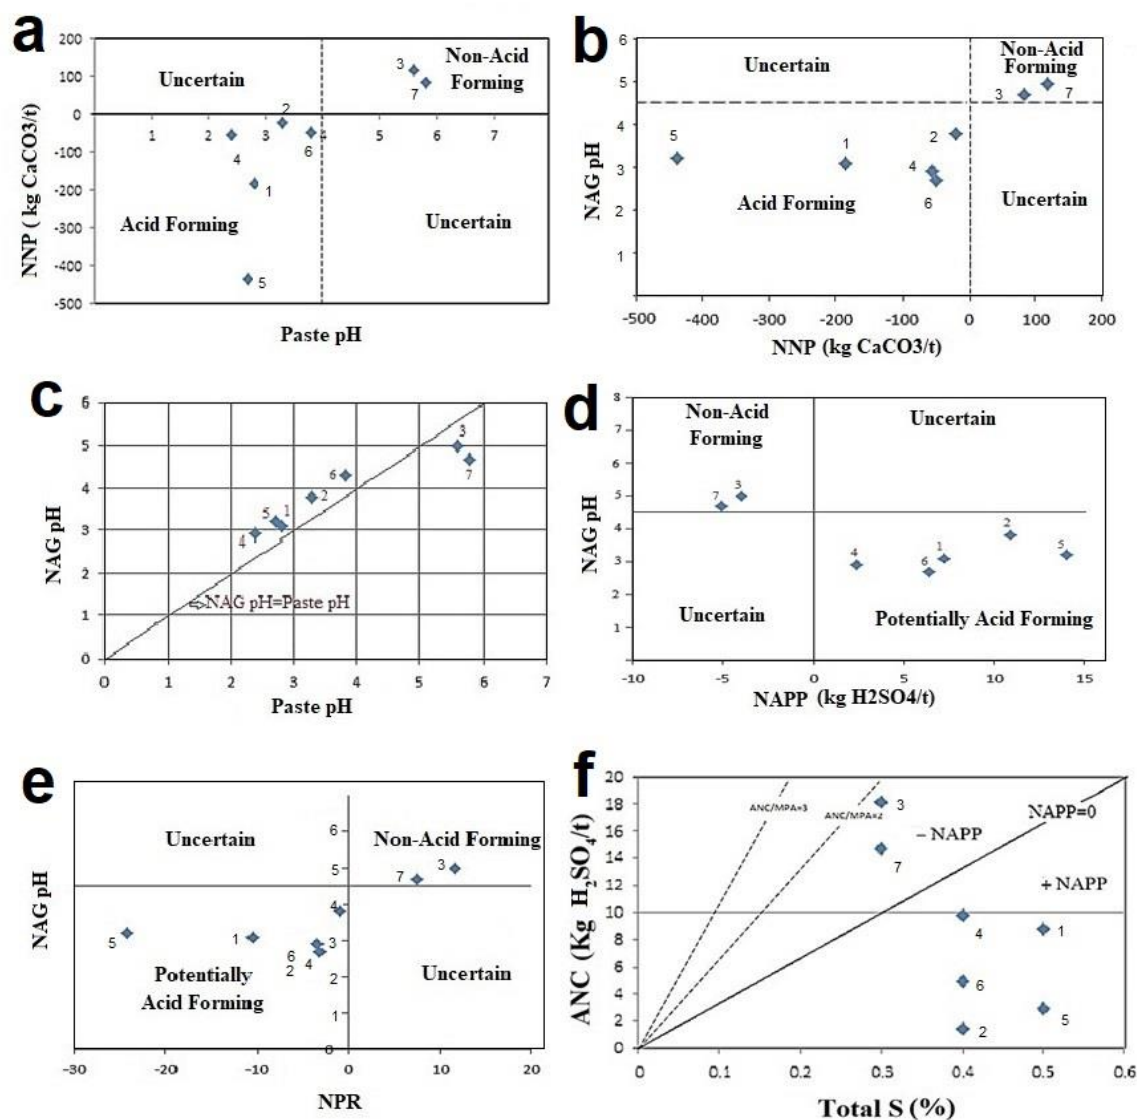 a
200
100
0
-100
-200
-300
-400
-500
NNP ( kg CaCO3/t)
Uncertain
Non-Acid
Forming
Acid Forming
Uncertain
1 2 3 4 5 6 7
3
7
2
6
4
1
5
Paste pH
b
6
5
4
3
2
1
NAG pH
Uncertain
Non-Acid
Forming
Acid Forming
Uncertain
3
7
5
1
2
4
6
-500 -400 -300 -200 -100 0 100 200
NNP (kg CaCO3/t)
c
6
5
4
3
2
1
0
NAG pH
3
7
6
2
5
1
4
NAG pH=Paste pH
0 1 2 3 4 5 6 7
Paste pH
d
8
7
6
5
4
3
2
1
NAG pH
Non-Acid
Forming
Uncertain
7
3
4
6
1
2
5
Uncertain
Potentially Acid Forming
-10 -5 0 5 10 15
NAPP (kg H2SO4/t)
e
NAG pH
6
5
4
3
2
1
0
Uncertain
Non-Acid Forming
7
3
5
1
6
2
4
Potentially
Acid Forming
Uncertain
-30 -20 -10 0 10 20
NPR
f
20
18
16
14
12
10
8
6
4
2
0
ANC (Kg H2SO4/t)
ANC/MPA=3
ANC/MPA=2
NAPP=0
– NAPP
+ NAPP
3
7
4
1
6
5
2
0 0.1 0.2 0.3 0.4 0.5 0.6
Total S (%)